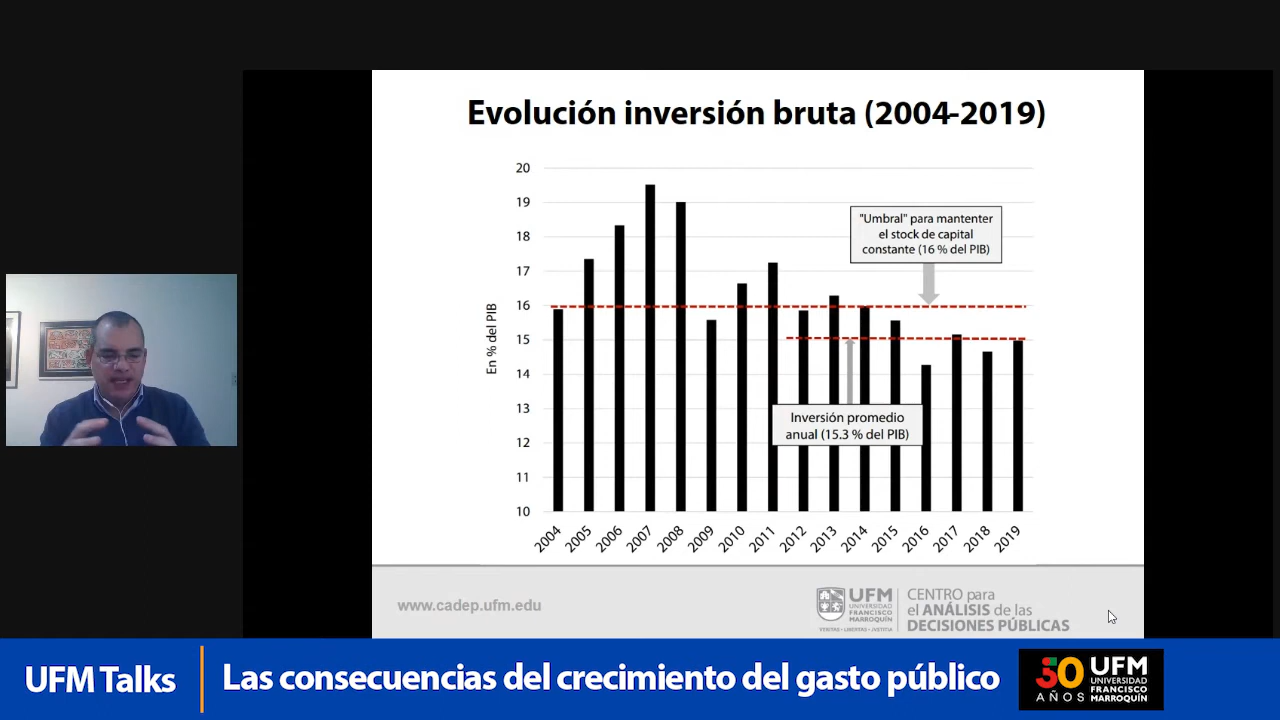 Evolución inversión bruta (2004-2019)
20
19
18
17
16
15
14
13
12
11
10
En % del PIB
"Umbral" para mantenter
el stock de capital
constante (16 % del PIB)
Inversión promedio
anual (15.3 % del PIB)
2004
2005
2006
2007
2008
2009
2010
2011
2012
2013
2014
2015
2016
2017
2018
2019
www.cadep.ufm.edu
UFM
UNIVERSIDAD
FRANCISCO
MARROQUÍN
VERITAS · LIBERTAS · JUSTITIA
CENTRO para
el ANÁLISIS de las
DECISIONES PÚBLICAS
UFM Talks
Las consecuencias del crecimiento del gasto público
50
AÑOS
UFM
UNIVERSIDAD
FRANCISCO
MARROQUÍN